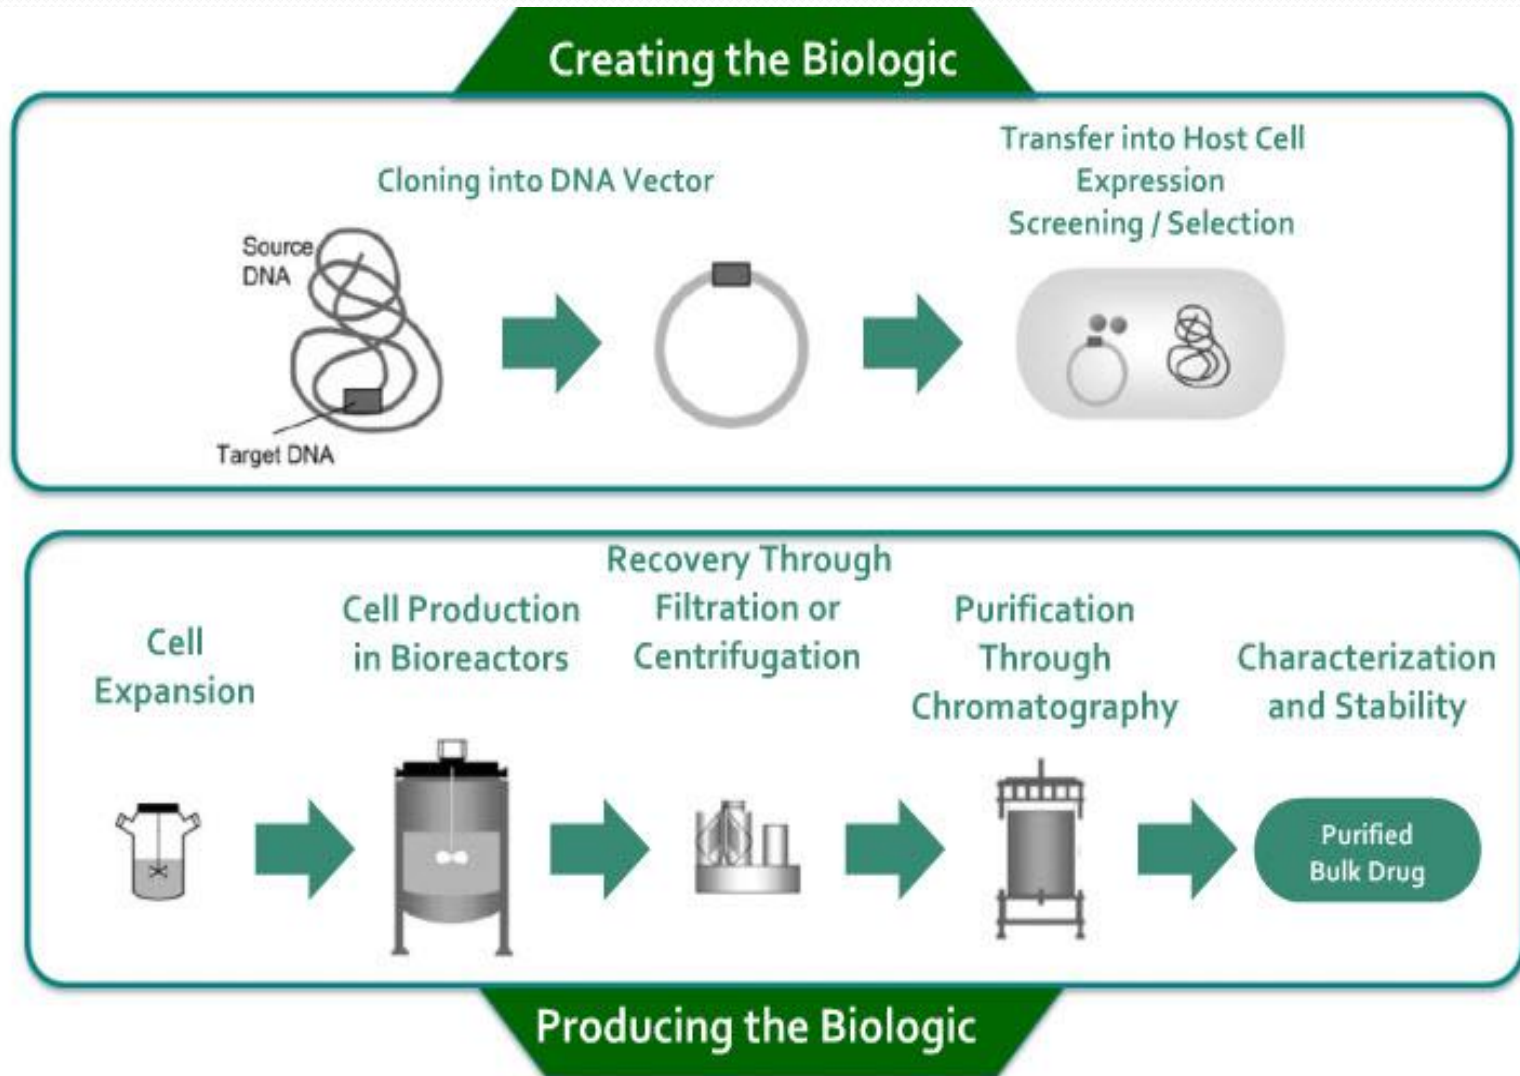 Creating the Biologic
Cloning into DNA Vector
Transfer into Host Cell
Expression
Screening / Selection
Source
DNA
Target DNA
Cell
Expansion
Cell Production
in Bioreactors
Recovery Through
Filtration or
Centrifugation
Purification
Through
Chromatography
Characterization
and Stability
Purified
Bulk Drug
Producing the Biologic